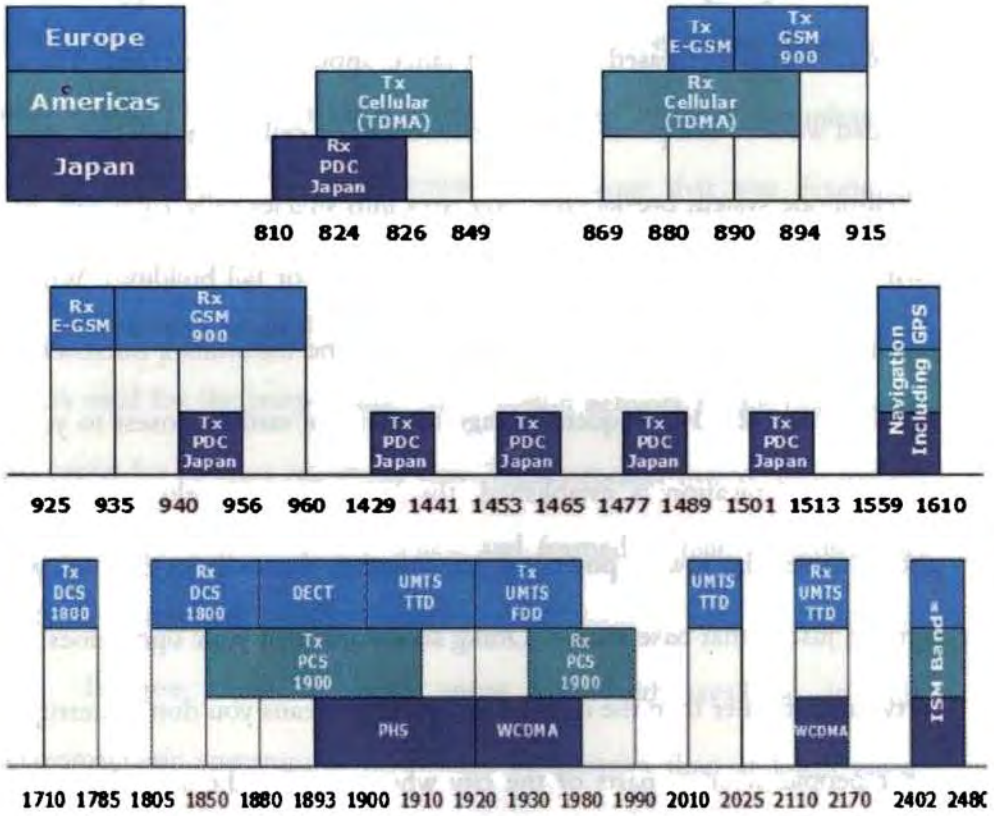 Europe
Americas
Japan
Tx
Cellular
(TDMA)
Rx
PDC
Japan
Tx
E-GSM
Tx
GSM
900
Rx
Cellular
(TDMA)
810 824 826 849 869 880 890 894 915
Rx
E-GSM
Rx
GSM
900
Tx
PDC
Japan
Tx
PDC
Japan
Tx
PDC
Japan
Tx
PDC
Japan
Tx
PDC
Japan
Navigation
Including GPS
925 935 940 956 960 1429 1441 1453 1465 1477 1489 1501 1513 1559 1610
Tx
DCS
1800
Rx
DCS
1800
DECT
UMTS
TTD
Tx
UMTS
FDD
UMTS
TTD
Rx
UMTS
TTD
Tx
PCS
1900
Rx
PCS
1900
PHS
WCDMA
WCDMA
ISM Band*
1710 1785 1805 1850 1880 1893 1900 1910 1920 1930 1980 1990 2010 2025 2110 2170 2402 2480